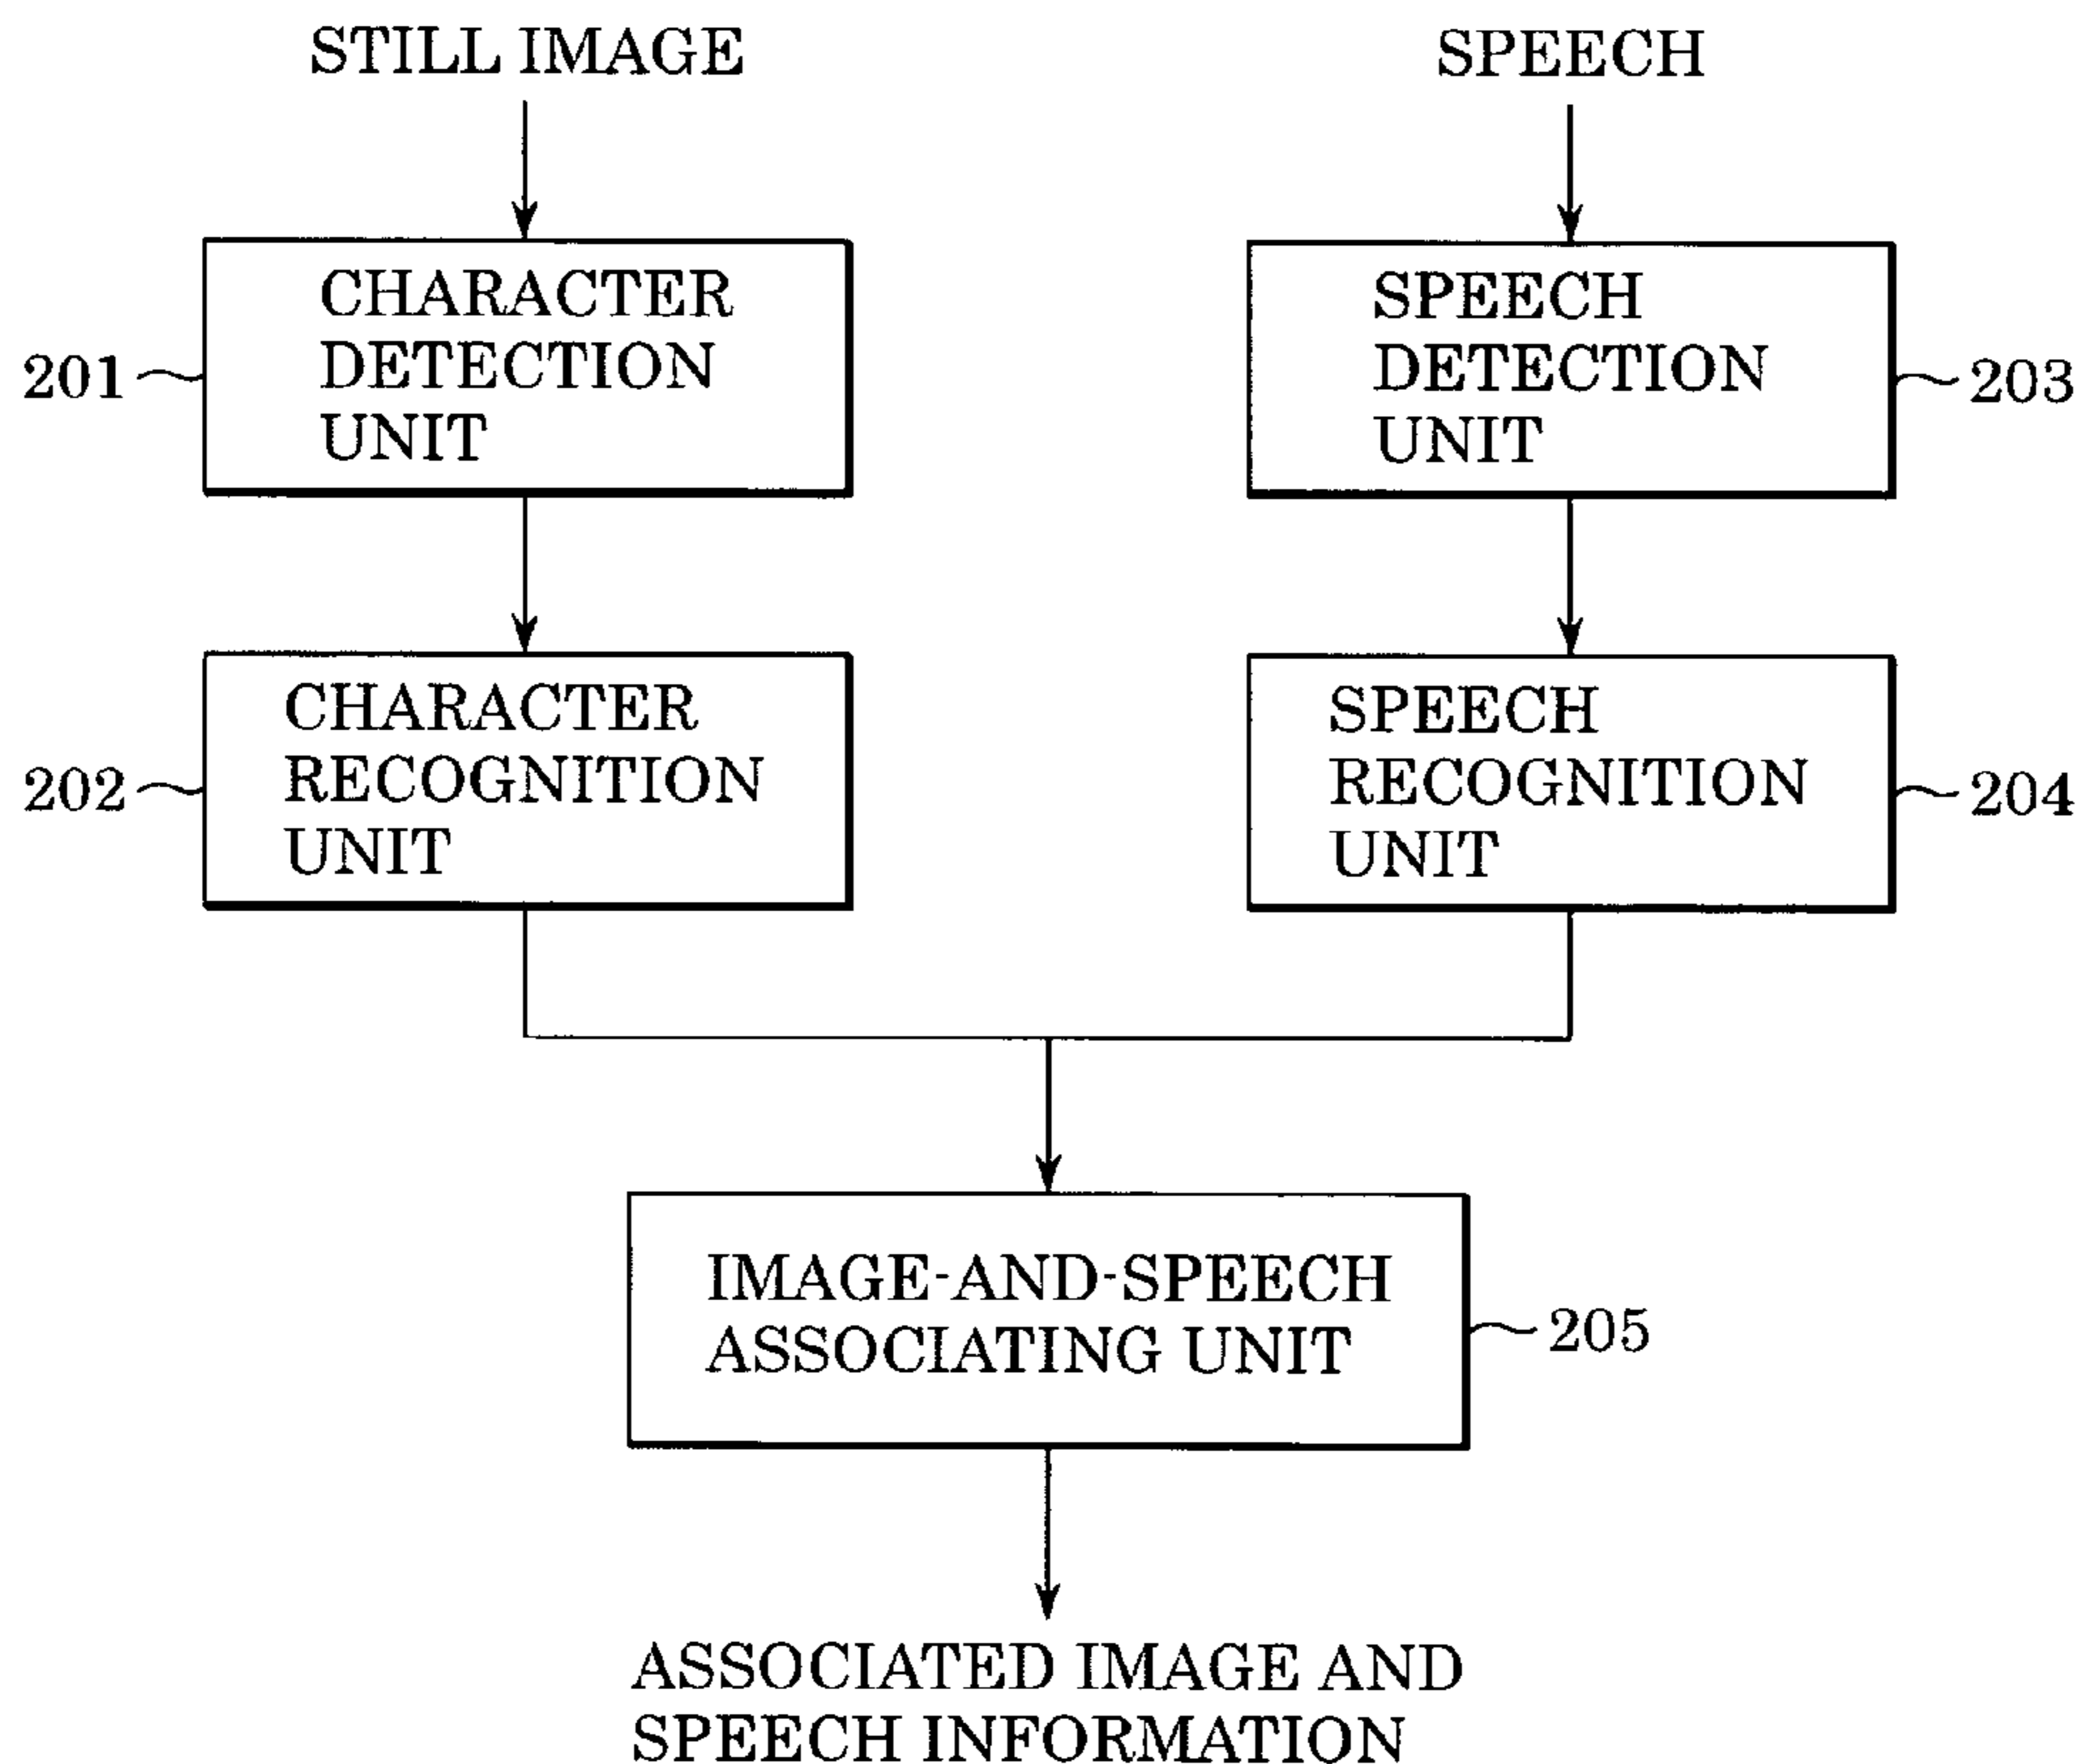 STILL IMAGE
SPEECH
CHARACTER
DETECTION
UNIT
201
SPEECH
DETECTION
UNIT
203
CHARACTER
RECOGNITION
UNIT
202
SPEECH
RECOGNITION
UNIT
204
IMAGE-AND-SPEECH
ASSOCIATING UNIT
205
ASSOCIATED IMAGE AND
SPEECH INFORMATION